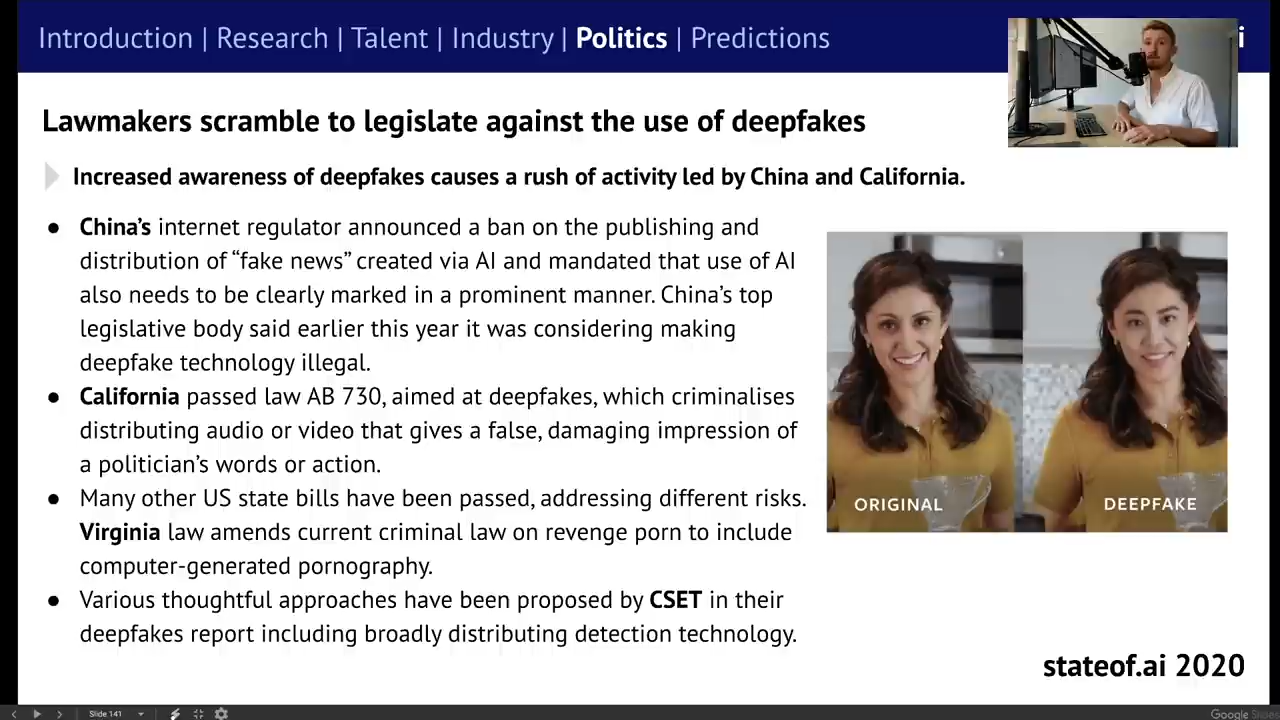 Introduction | Research | Talent | Industry | Politics | Predictions
i
Lawmakers scramble to legislate against the use of deepfakes
Increased awareness of deepfakes causes a rush of activity led by China and California.
● China's internet regulator announced a ban on the publishing and
distribution of “fake news” created via AI and mandated that use of AI
also needs to be clearly marked in a prominent manner. China's top
legislative body said earlier this year it was considering making
deepfake technology illegal.
● California passed law AB 730, aimed at deepfakes, which criminalises
distributing audio or video that gives a false, damaging impression of
a politician's words or action.
● Many other US state bills have been passed, addressing different risks.
Virginia law amends current criminal law on revenge porn to include
computer-generated pornography.
● Various thoughtful approaches have been proposed by CSET in their
deepfakes report including broadly distributing detection technology.
ORIGINAL
DEEPFAKE
stateof.ai 2020
Slide 141
Google Slides